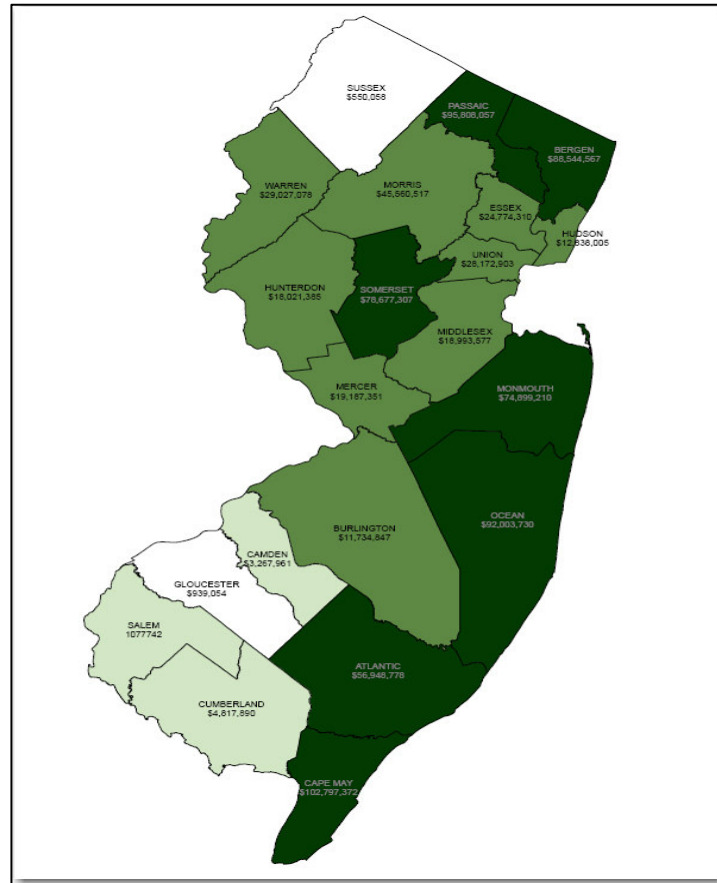 SUSSEX
$550,058
PASSAIC
$95,808,057
BERGEN
$88,544,567
WARREN
$29,027,078
MORRIS
$45,560,517
ESSEX
$24,774,310
HUDSON
$12,838,005
UNION
$28,172,903
HUNTERDON
$18,021,385
SOMERSET
$78,677,307
MIDDLESEX
$18,993,577
MERCER
$19,187,351
MONMOUTH
$74,899,210
OCEAN
$92,003,730
BURLINGTON
$11,734,847
CAMDEN
$3,267,961
GLOUCESTER
$939,054
SALEM
1077742
ATLANTIC
$56,948,778
CUMBERLAND
$4,817,890
CAPE MAY
$102,797,372